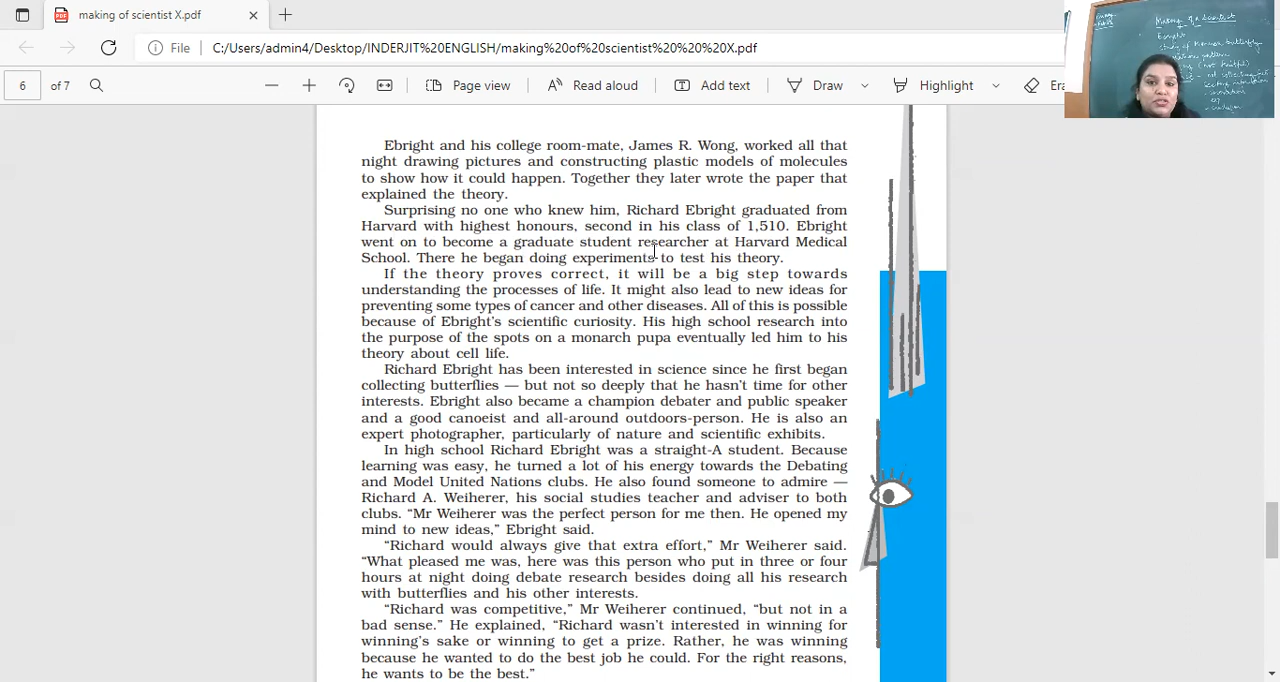 making of scientist X.pdf
File
C:/Users/admin4/Desktop/INDERJIT%20ENGLISH/making%20of%20scientist%20%20%20X.pdf
6 of 7
Page view
Read aloud
Add text
Draw
Highlight
Era
Making of a Scientist
Ebright
Ebright and his college room-mate, James R. Wong, worked all that
night drawing pictures and constructing plastic models of molecules
to show how it could happen. Together they later wrote the paper that
explained the theory.
Surprising no one who knew him, Richard Ebright graduated from
Harvard with highest honours, second in his class of 1,510. Ebright
went on to become a graduate student researcher at Harvard Medical
School. There he began doing experiments to test his theory.
If the theory proves correct, it will be a big step towards
understanding the processes of life. It might also lead to new ideas for
preventing some types of cancer and other diseases. All of this is possible
because of Ebright's scientific curiosity. His high school research into
the purpose of the spots on a monarch pupa eventually led him to his
theory about cell life.
Richard Ebright has been interested in science since he first began
collecting butterflies — but not so deeply that he hasn't time for other
interests. Ebright also became a champion debater and public speaker
and a good canoeist and all-around outdoors-person. He is also an
expert photographer, particularly of nature and scientific exhibits.
In high school Richard Ebright was a straight-A student. Because
learning was easy, he turned a lot of his energy towards the Debating
and Model United Nations clubs. He also found someone to admire —
Richard A. Weiherer, his social studies teacher and adviser to both
clubs. “Mr Weiherer was the perfect person for me then. He opened my
mind to new ideas,” Ebright said.
“Richard would always give that extra effort,” Mr Weiherer said.
“What pleased me was, here was this person who put in three or four
hours at night doing debate research besides doing all his research
with butterflies and his other interests.
“Richard was competitive,” Mr Weiherer continued, “but not in a
bad sense.” He explained, “Richard wasn't interested in winning for
winning's sake or winning to get a prize. Rather, he was winning
because he wanted to do the best job he could. For the right reasons,
he wants to be the best.”